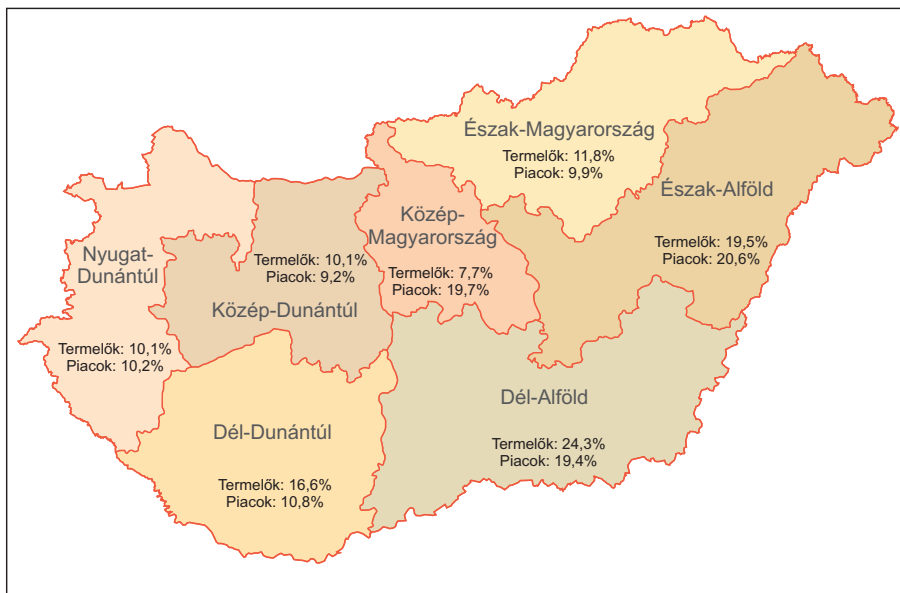 Észak-Magyarország
Termelők: 11,8%
Piacok: 9,9%
Észak-Alföld
Termelők: 19,5%
Piacok: 20,6%
Közép-
Magyarország
Termelők: 7,7%
Piacok: 19,7%
Nyugat-
Dunántúl
Termelők: 10,1%
Piacok: 10,2%
Termelők: 10,1%
Piacok: 9,2%
Közép-Dunántúl
Dél-Alföld
Termelők: 24,3%
Piacok: 19,4%
Dél-Dunántúl
Termelők: 16,6%
Piacok: 10,8%